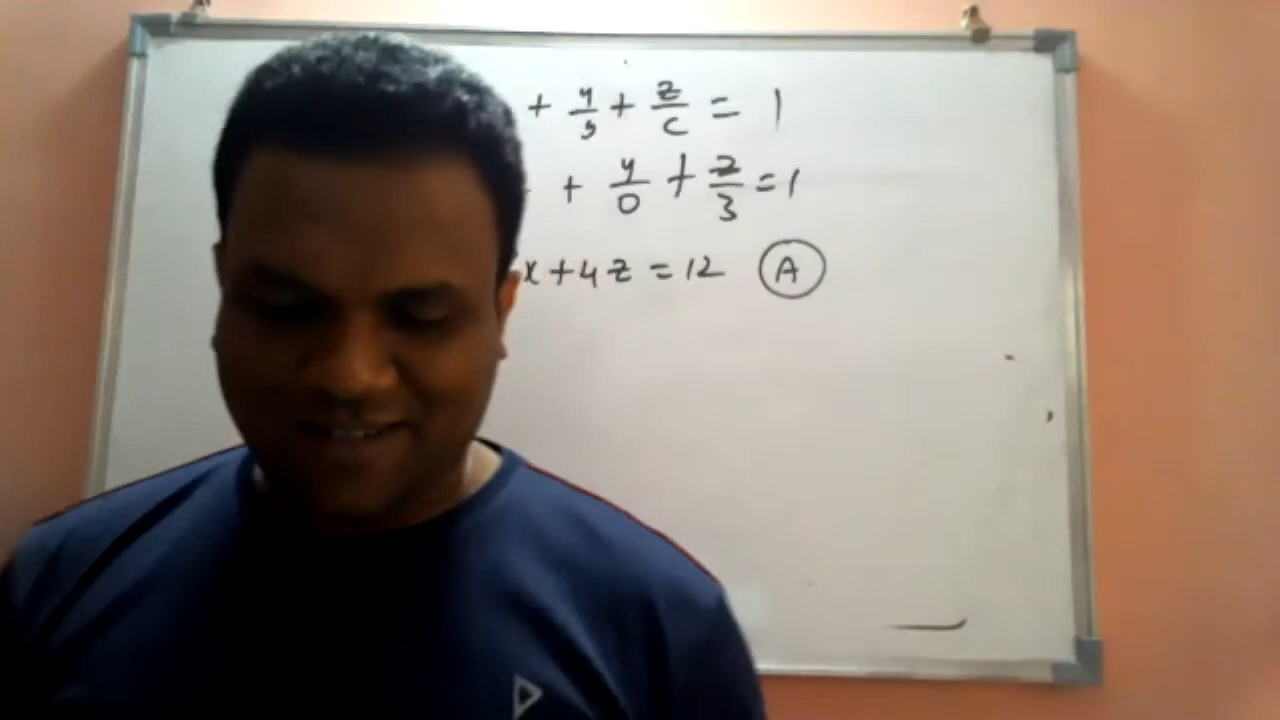 + y/b + z/c = 1
+ y/0 + z/3 = 1
x + 4z = 12 (A)